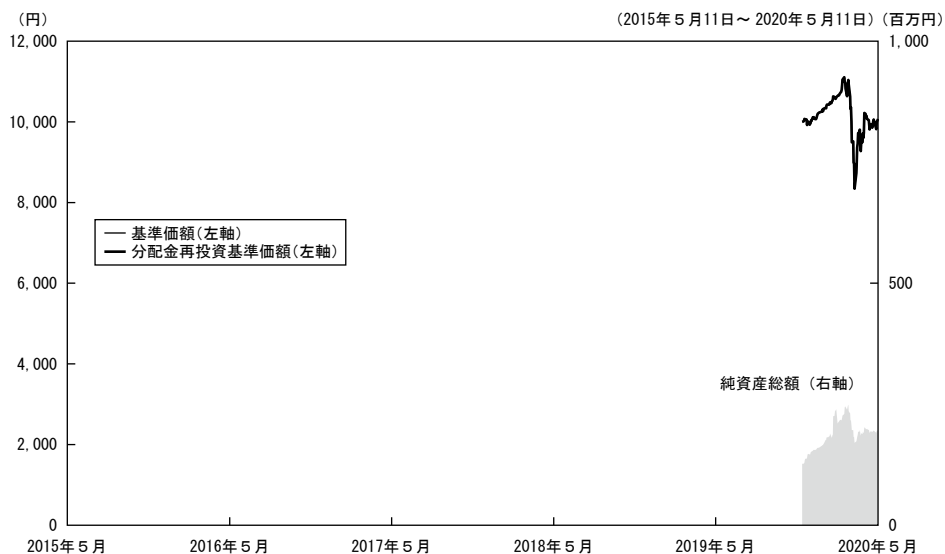 （円）
（2015年５月11日～2020年５月11日）（百万円）
12,000
1,000
10,000
8,000
基準価額（左軸）
分配金再投資基準価額（左軸）
6,000
500
4,000
純資産総額（右軸）
2,000
0
0
2015年５月
2016年５月
2017年５月
2018年５月
2019年５月
2020年５月